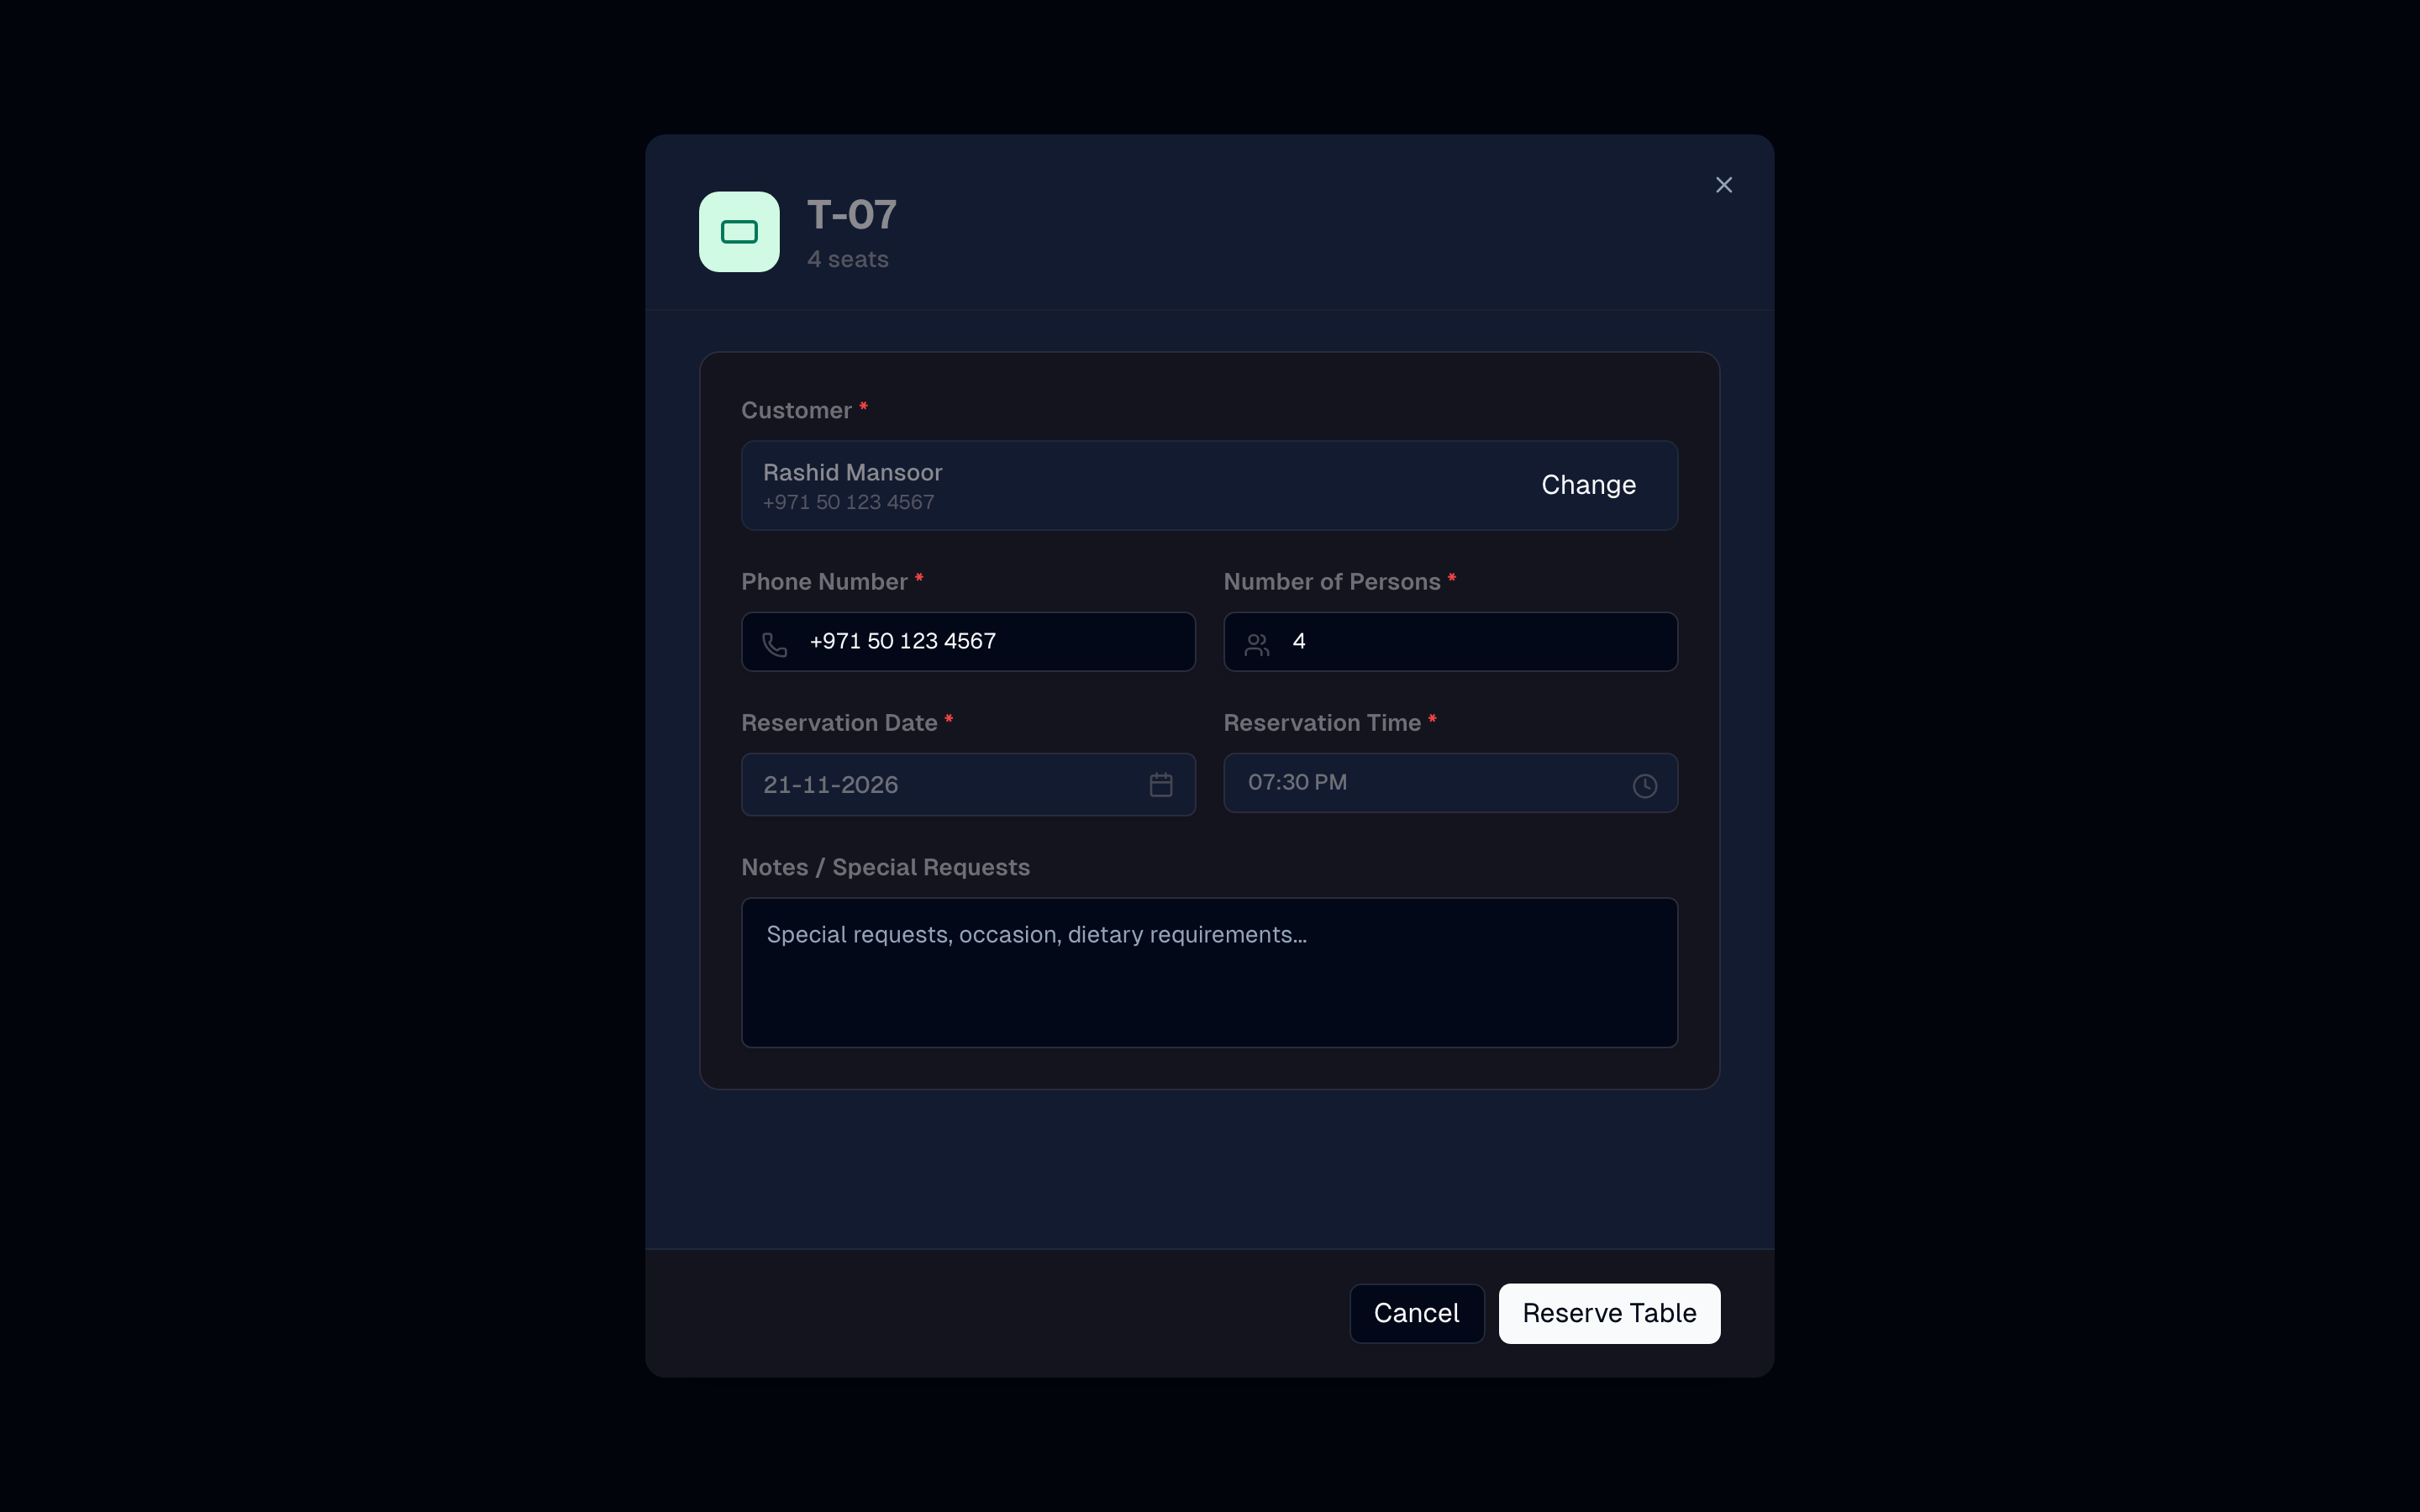 T-07
4 seats
Customer *
Rashid Mansoor
+971 50 123 4567
Change
Phone Number *
Number of Persons *
+971 50 123 4567
4
Reservation Date *
Reservation Time *
21-11-2026
07:30 PM
Notes / Special Requests
Special requests, occasion, dietary requirements...
Cancel
Reserve Table